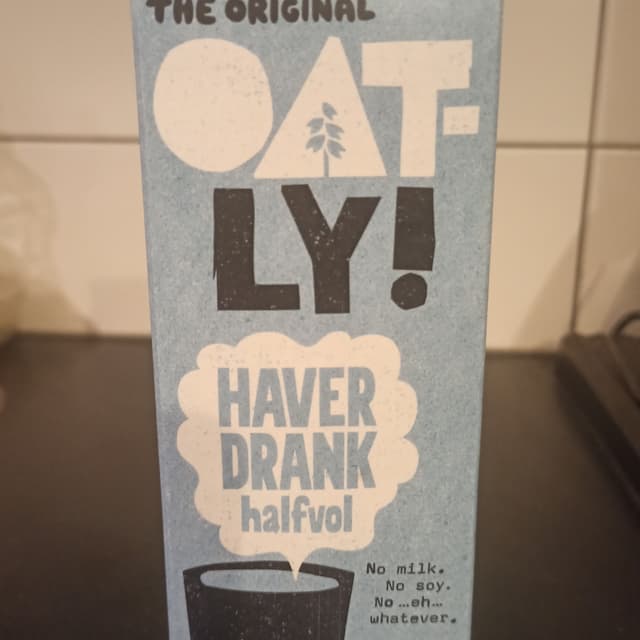 THE ORIGINAL
OAT-
LY!
HAVER
DRANK
halfvol
No milk.
No soy.
No …eh…
whatever.